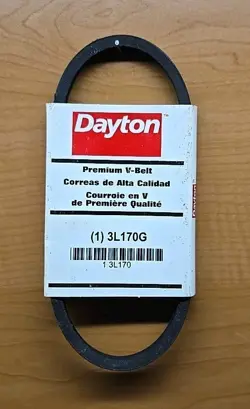 Dayton
Premium V-Belt
Correas de Alta Calidad
Courroie en V
de Première Qualité
(1) 3L170G
1 3L170